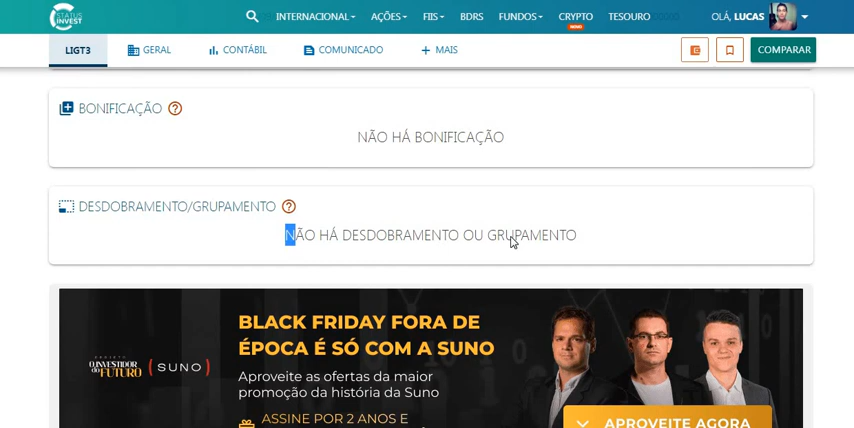 STATUS
INVEST
INTERNACIONAL AÇÕES FIIS BDRS FUNDOS CRYPTO TESOURO OLÁ, LUCAS
NOVO
LIGT3 GERAL CONTÁBIL COMUNICADO + MAIS COMPARAR
BONIFICAÇÃO ?
NÃO HÁ BONIFICAÇÃO
DESDOBRAMENTO/GRUPAMENTO ?
NÃO HÁ DESDOBRAMENTO OU GRUPAMENTO
BLACK FRIDAY FORA DE
ÉPOCA É SÓ COM A SUNO
PROJETO
O INVESTIDOR
do FUTURO
( SUNO )
Aproveite as ofertas da maior
promoção da história da Suno
ASSINE POR 2 ANOS E
APROVEITE AGORA